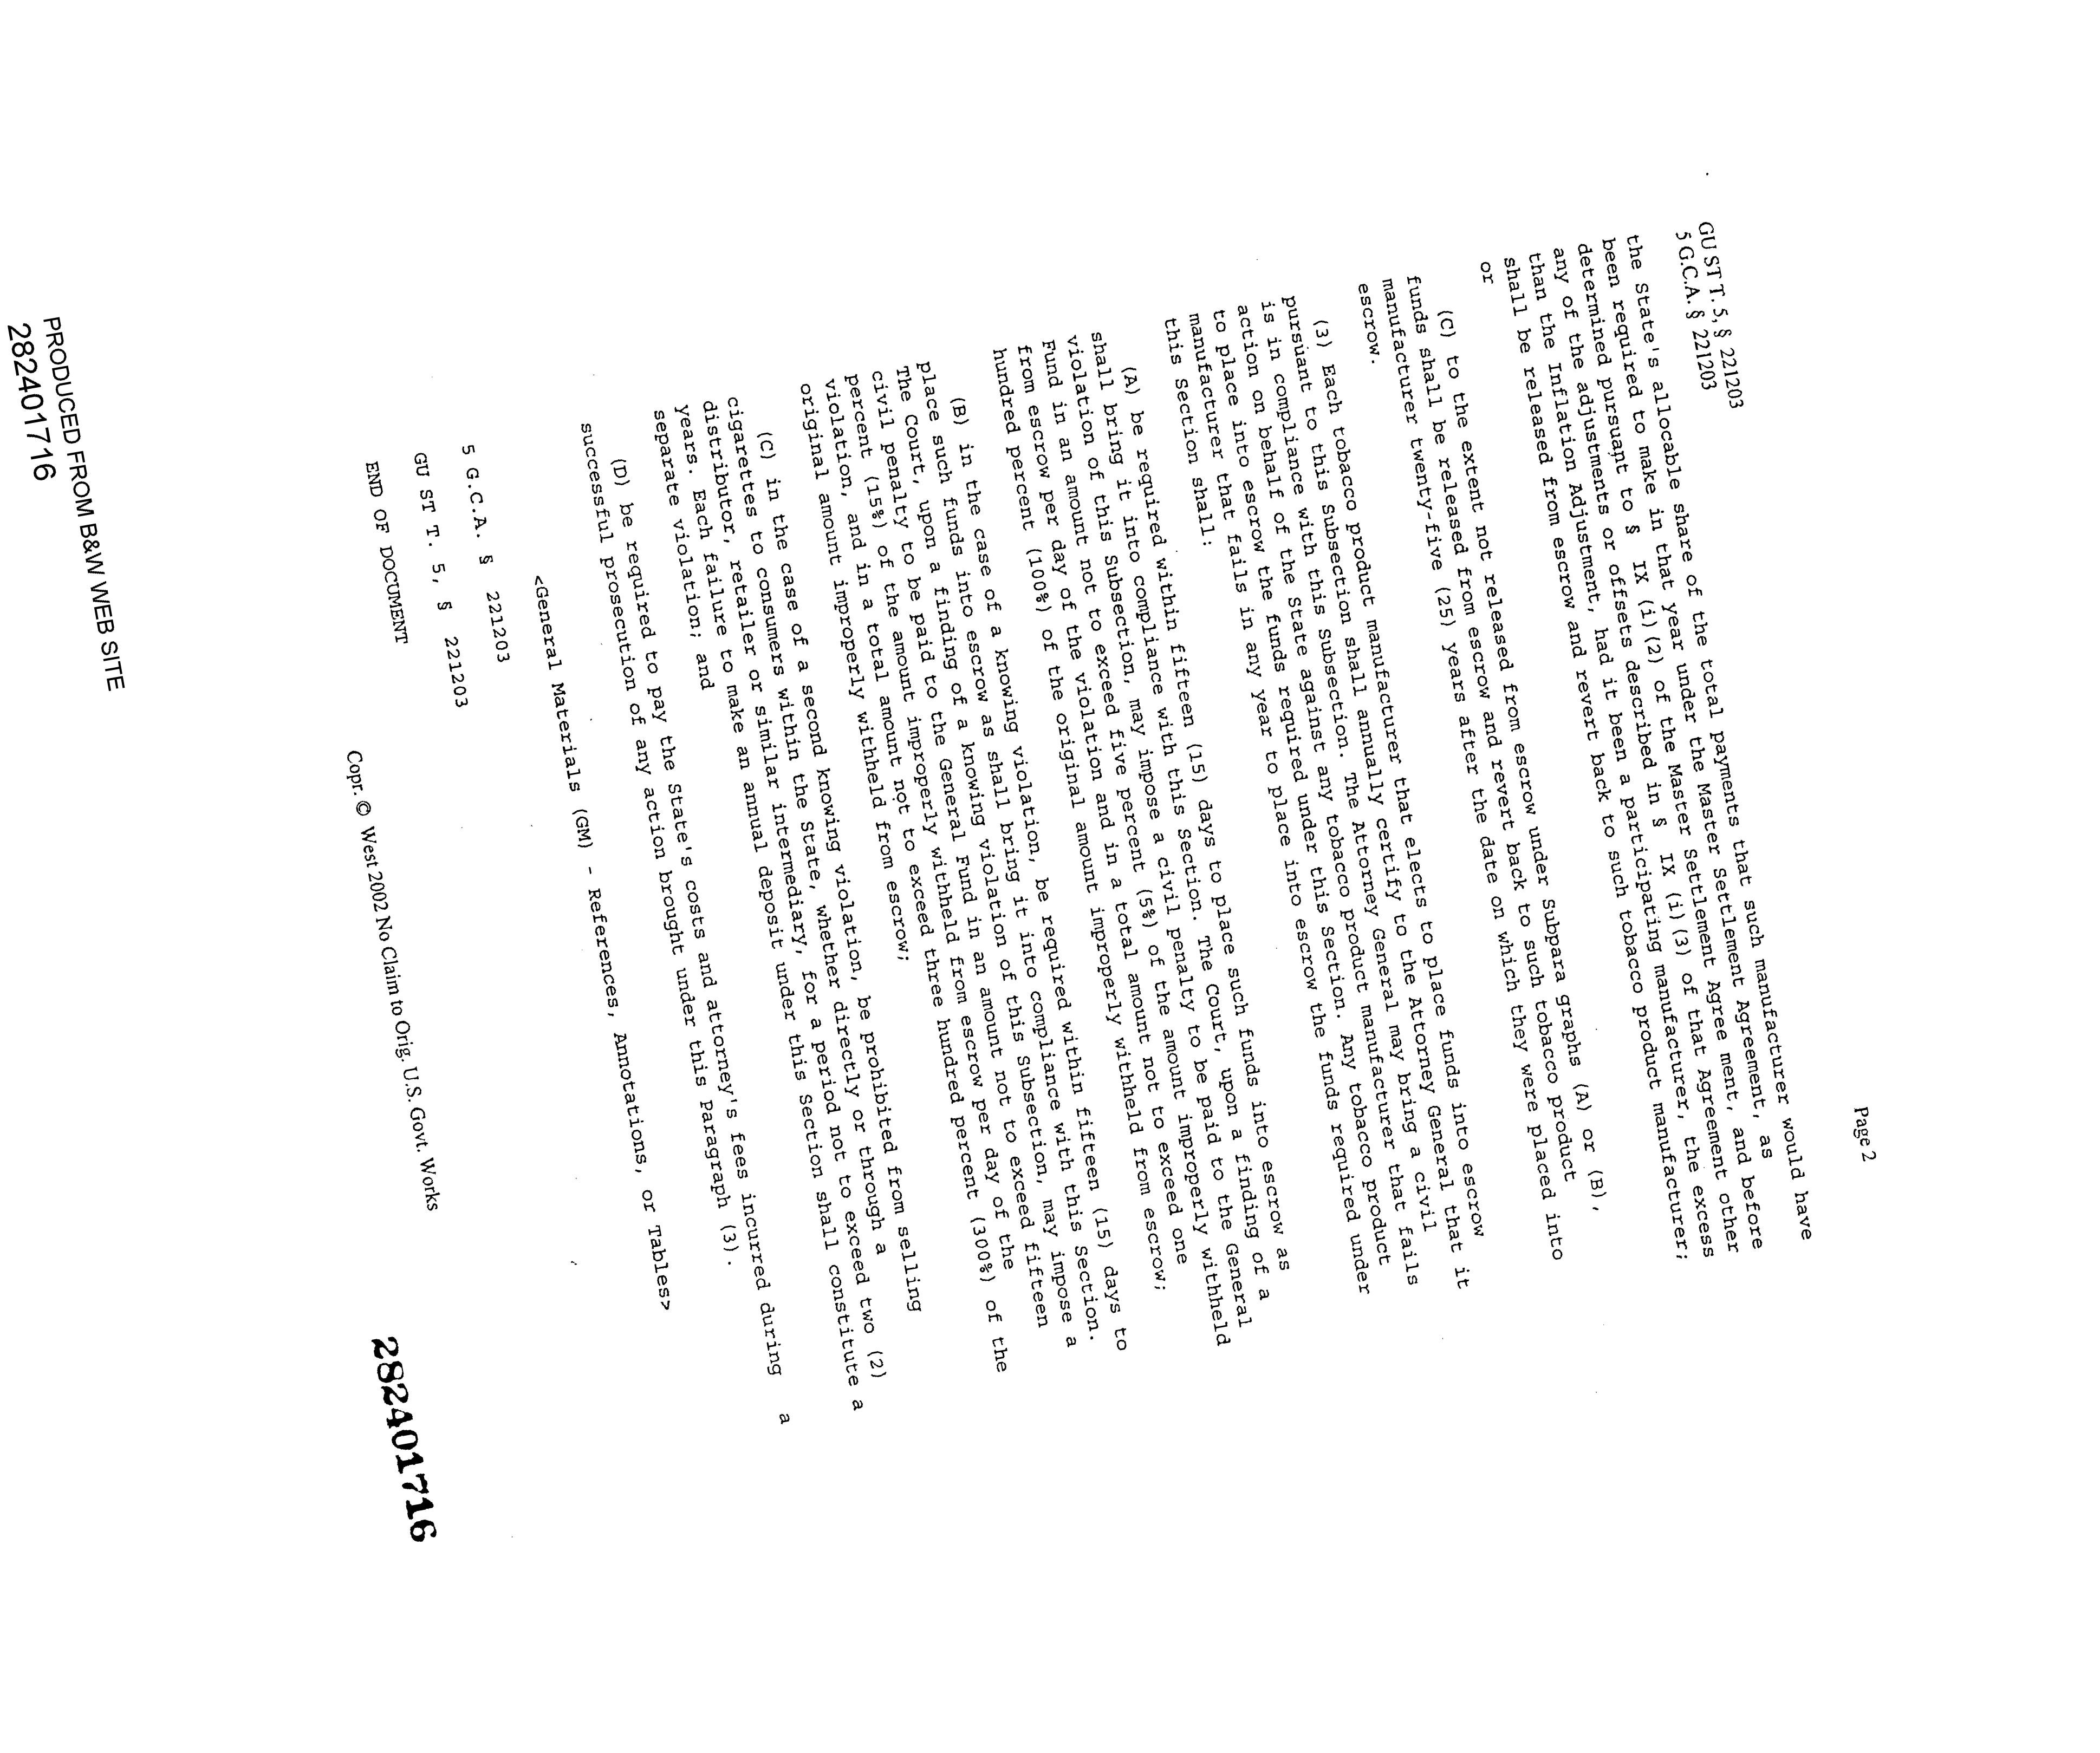 Page 2
GU ST T. 5, § 221203
5 G.C.A. § 221203
the State's allocable share of the total payments that such manufacturer would have
been required to make in that year under the Master Settlement Agreement, as
determined pursuant to § IX (i)(2) of the Master Settlement Agree ment, and before
any of the adjustments or offsets described in § IX (i)(3) of that Agreement other
than the Inflation Adjustment, had it been a participating manufacturer, the excess
shall be released from escrow and revert back to such tobacco product manufacturer;
or
(C) to the extent not released from escrow under Subpara graphs (A) or (B),
funds shall be released from escrow and revert back to such tobacco product
manufacturer twenty-five (25) years after the date on which they were placed into
escrow.
(3) Each tobacco product manufacturer that elects to place funds into escrow
pursuant to this Subsection shall annually certify to the Attorney General that it
is in compliance with this Subsection. The Attorney General may bring a civil
action on behalf of the State against any tobacco product manufacturer that fails
to place into escrow the funds required under this Section. Any tobacco product
manufacturer that fails in any year to place into escrow the funds required under
this Section shall:
(A) be required within fifteen (15) days to place such funds into escrow as
shall bring it into compliance with this Section. The Court, upon a finding of a
violation of this Subsection, may impose a civil penalty to be paid to the General
Fund in an amount not to exceed five percent (5%) of the amount improperly withheld
from escrow per day of the violation and in a total amount not to exceed one
hundred percent (100%) of the original amount improperly withheld from escrow;
(B) in the case of a knowing violation, be required within fifteen (15) days to
place such funds into escrow as shall bring it into compliance with this Section.
The Court, upon a finding of a knowing violation of this Subsection, may impose a
civil penalty to be paid to the General Fund in an amount not to exceed fifteen
percent (15%) of the amount improperly withheld from escrow per day of the
violation, and in a total amount not to exceed three hundred percent (300%) of the
original amount improperly withheld from escrow;
(C) in the case of a second knowing violation, be prohibited from selling
cigarettes to consumers within the State, whether directly or through a
distributor, retailer or similar intermediary, for a period not to exceed two (2)
years. Each failure to make an annual deposit under this Section shall constitute a
separate violation; and
(D) be required to pay the State's costs and attorney's fees incurred during a
successful prosecution of any action brought under this Paragraph (3).
<General Materials (GM) - References, Annotations, or Tables>
5 G.C.A. § 221203
GU ST T. 5, § 221203
END OF DOCUMENT
Copr. © West 2002 No Claim to Orig. U.S. Govt. Works
282401716
PRODUCED FROM B&W WEB SITE
282401716